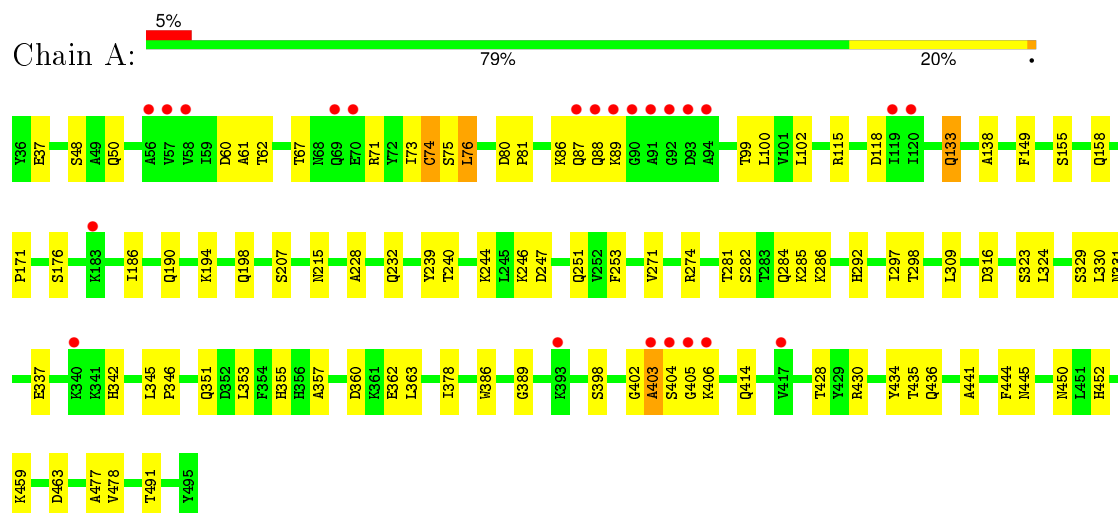 5%
Chain A:
79% 20% •
Y36 E37 S48 A49 Q50 A56 V57 V58 I59 D60 A61 T62 T67 N68 Q69 E70 R71 Y72 I73 C74 S75 L76 D80 P81 K86 Q87 Q88 K89 G90 A91 G92 D93 A94 T99 L100 V101 L102 R115 D118 I119 I120 Q133 A138 F149 S155 Q158
P171 S176 K183 I186 Q190 K194 Q198 S207 N215 A228 Q232 Y239 T240 K244 L245 K246 D247 Q251 V252 F253 V271 R274 T281 S282 T283 Q284 K285 K286 H292 I297 T298 L309 D316 S323 L324 S329 L330 N331
E337 K340 K341 H342 L345 P346 Q351 D352 L353 F354 H355 H356 A357 D360 K361 E362 L363 I378 W386 G389 K393 S398 G402 A403 S404 G405 K406 Q414 V417 T428 Y429 R430 Y434 T435 Q436 A441 F444 N445 N450 L451 H452
K459 D463 A477 V478 T491 Y495